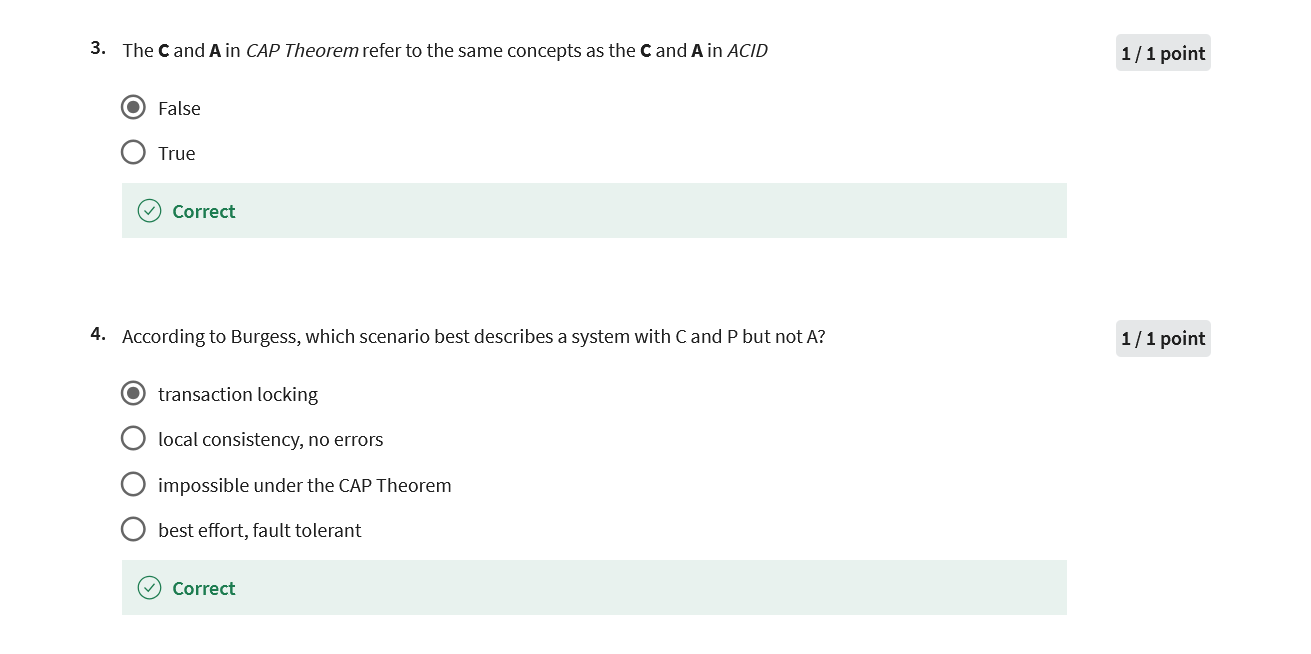 3. The C and A in CAP Theorem refer to the same concepts as the C and A in ACID
1 / 1 point
False
True
Correct
4. According to Burgess, which scenario best describes a system with C and P but not A?
1 / 1 point
transaction locking
local consistency, no errors
impossible under the CAP Theorem
best effort, fault tolerant
Correct